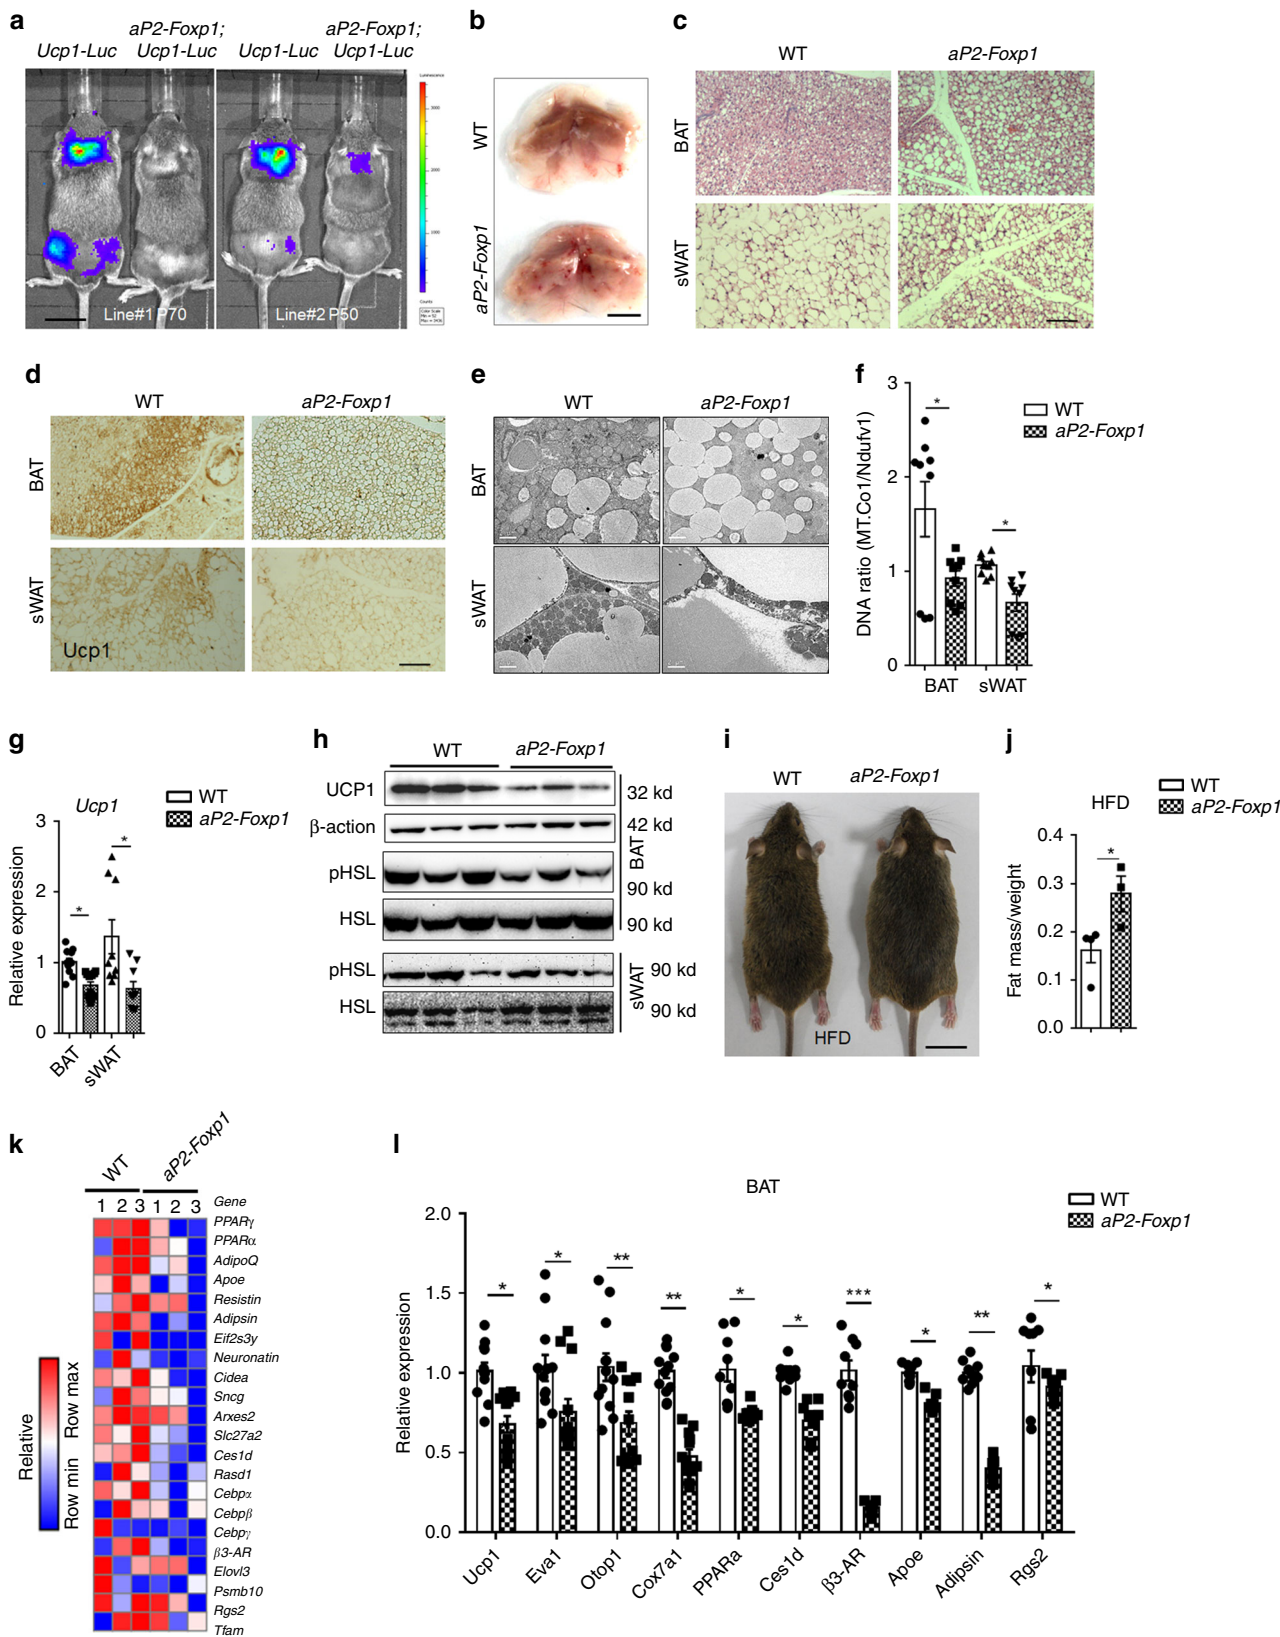 a
Ucp1-Luc
aP2-Foxp1;
Ucp1-Luc
Ucp1-Luc
aP2-Foxp1;
Ucp1-Luc
Luminescence
3000
2000
1000
Counts
Color Scale
Line#1 P70
Line#2 P50
b
WT
aP2-Foxp1
c
WT
aP2-Foxp1
BAT
sWAT
d
WT
aP2-Foxp1
BAT
sWAT
Ucp1
e
WT
aP2-Foxp1
BAT
sWAT
f
DNA ratio (MT.Co1/Ndufv1)
3
2
1
0
*
*
BAT
sWAT
WT
aP2-Foxp1
g
Ucp1
WT
aP2-Foxp1
Relative expression
3
2
1
0
*
*
BAT
sWAT
h
WT
aP2-Foxp1
UCP1
32 kd
β-action
42 kd
BAT
pHSL
90 kd
HSL
90 kd
pHSL
90 kd
sWAT
HSL
90 kd
i
WT
aP2-Foxp1
HFD
j
WT
aP2-Foxp1
HFD
Fat mass/weight
0.4
0.3
0.2
0.1
0.0
*
k
WT
aP2-Foxp1
1 2 3 1 2 3
Gene
PPARγ
PPARα
AdipoQ
Apoe
Resistin
Adipsin
Eif2s3y
Neuronatin
Cidea
Sncg
Arxes2
Slc27a2
Ces1d
Rasd1
Cebpα
Cebpβ
Cebpγ
β3-AR
Elovl3
Psmb10
Rgs2
Tfam
Relative
Row max
Row min
l
BAT
WT
aP2-Foxp1
Relative expression
2.0
1.5
1.0
0.5
0.0
*
*
**
**
*
*
***
*
**
*
Ucp1
Eva1
Otop1
Cox7a1
PPARa
Ces1d
β3-AR
Apoe
Adipsin
Rgs2